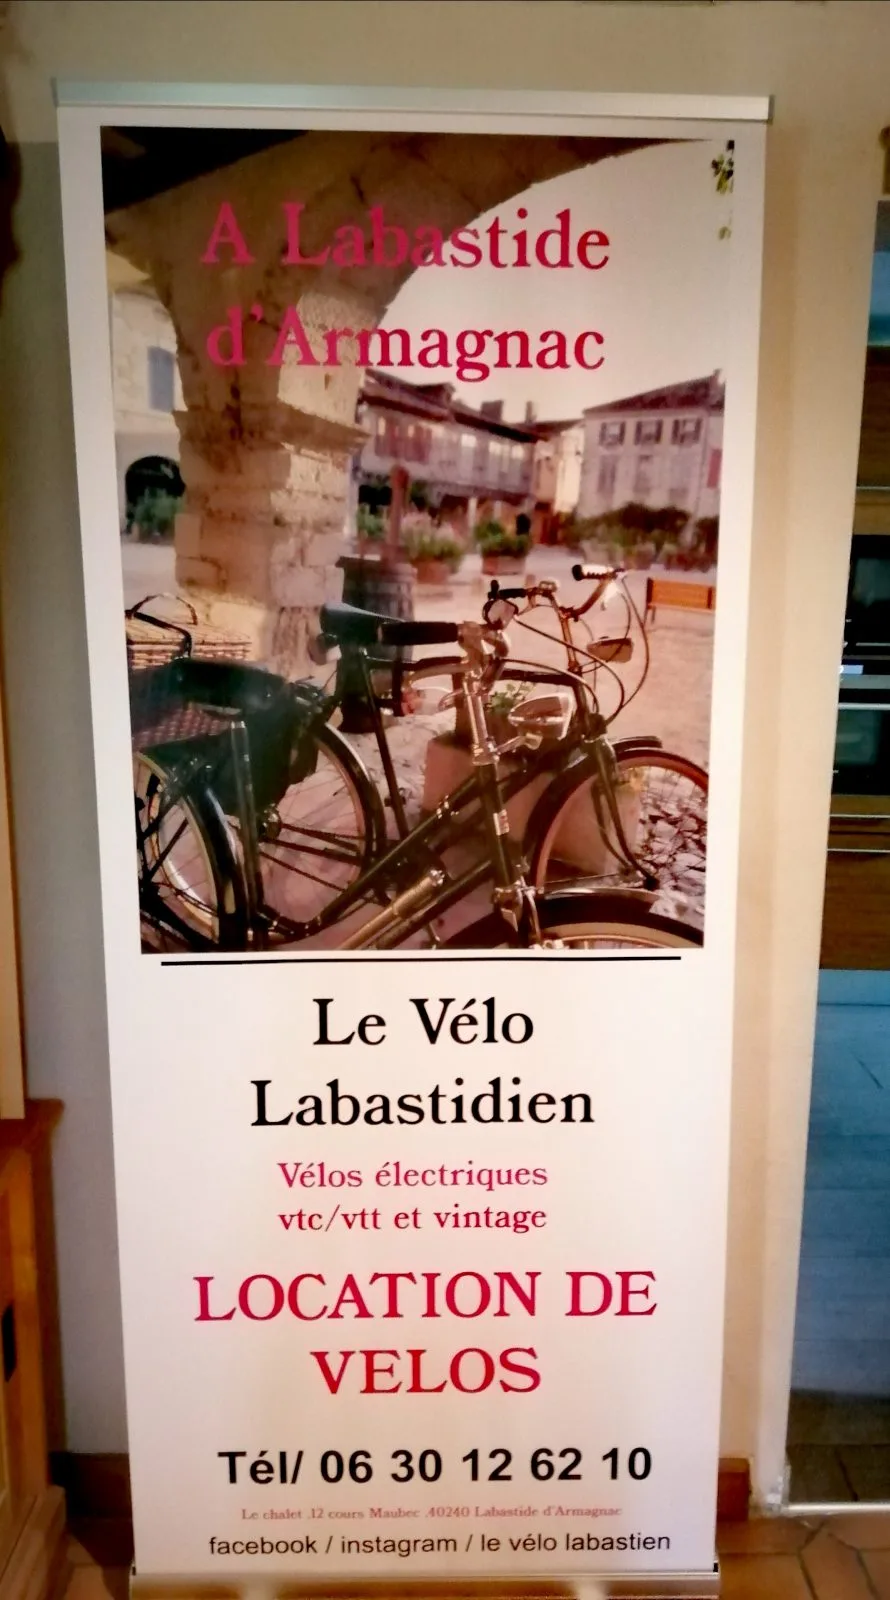 A Labastide
d'Armagnac
Le Vélo
Labastidien
Vélos électriques
vtc/vtt et vintage
LOCATION DE
VELOS
Tél/ 06 30 12 62 10
Le chalet ,12 cours Maubec ,40240 Labastide d'Armagnac
facebook / instagram / le vélo labastien